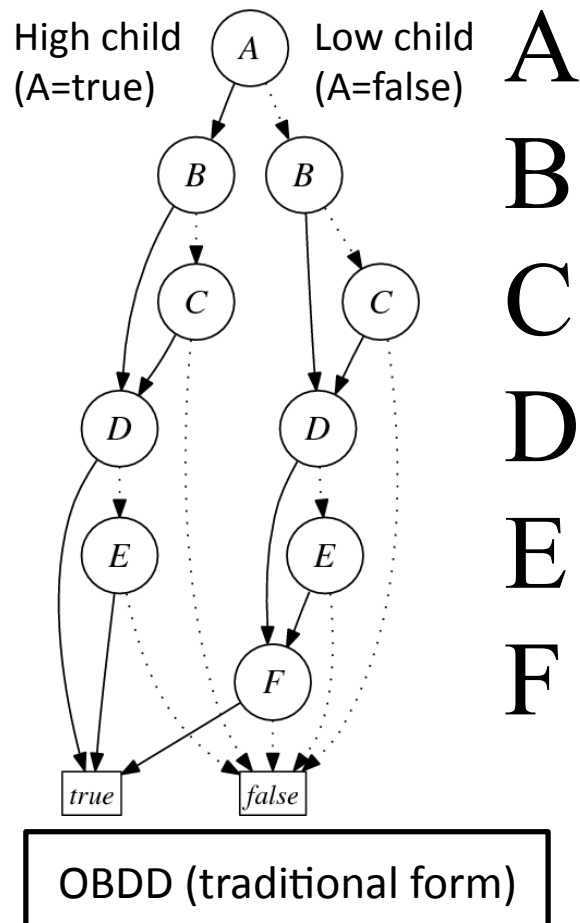 High child
(A=true)
Low child
(A=false)
A
A
B
B
B
C
C
C
D
D
D
E
E
E
F
F
true
false
OBDD (traditional form)